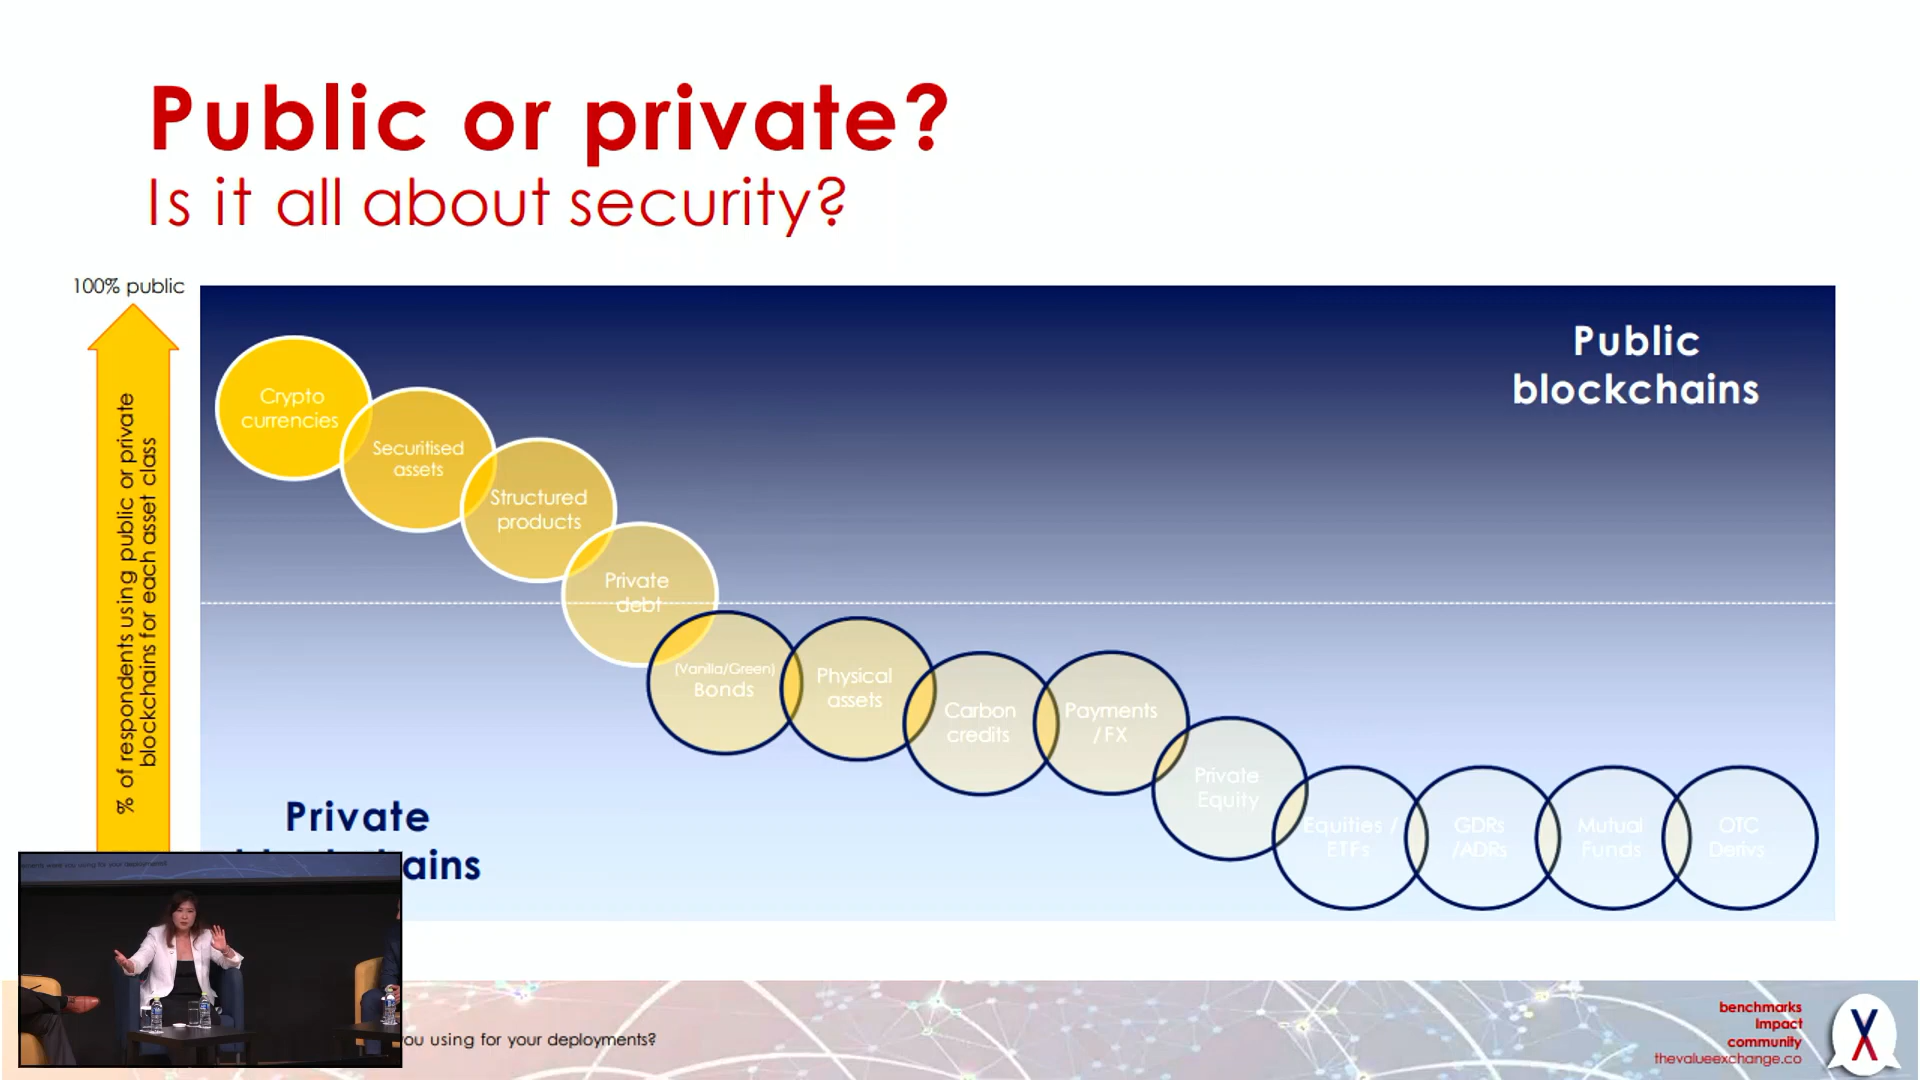 Public or private?
Is it all about security?
100% public
% of respondents using public or private
blockchains for each asset class
Public
blockchains
Crypto
currencies
Securitised
assets
Structured
products
Private
debt
(Vanilla/Green)
Bonds
Physical
assets
Carbon
credits
Payments
/ FX
Private
Equity
Equities /
ETFs
GDRs
/ADRs
Mutual
Funds
OTC
Derivs
Private
ains
ou using for your deployments?
benchmarks
Impact
community
thevalueexchange.co
X